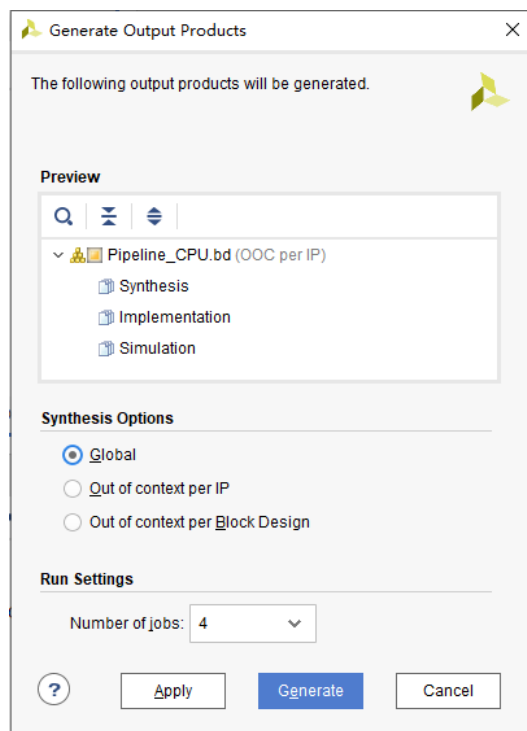 Generate Output Products
The following output products will be generated.
Preview
Pipeline_CPU.bd (OOC per IP)
Synthesis
Implementation
Simulation
Synthesis Options
Global
Out of context per IP
Out of context per Block Design
Run Settings
Number of jobs: 4
? Apply Generate Cancel